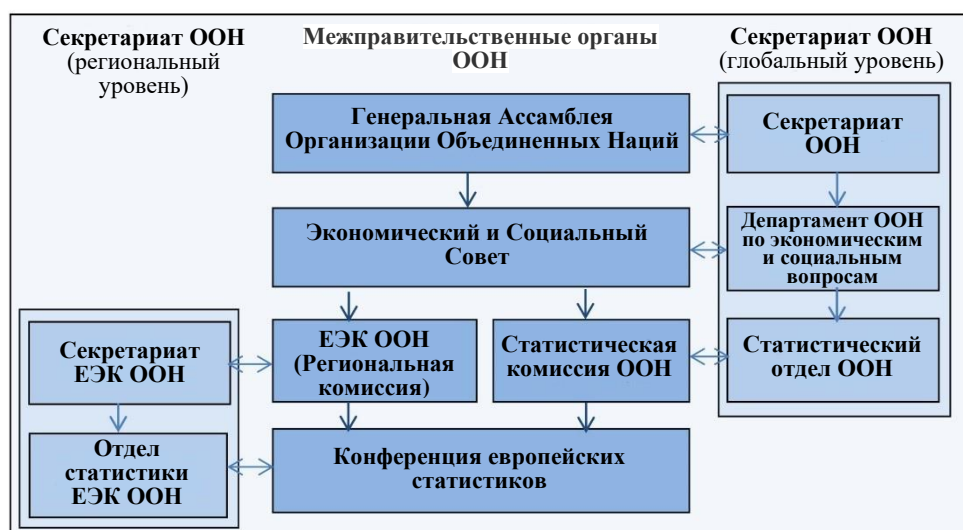 Секретариат ООН
(региональный
уровень)
Межправительственные органы
ООН
Секретариат ООН
(глобальный уровень)
Генеральная Ассамблея
Организации Объединенных Наций
Секретариат
ООН
Экономический и Социальный
Совет
Департамент ООН
по экономическим
и социальным
вопросам
Секретариат
ЕЭК ООН
ЕЭК ООН
(Региональная
комиссия)
Статистическая
комиссия ООН
Статистический
отдел ООН
Отдел
статистики
ЕЭК ООН
Конференция европейских
статистиков